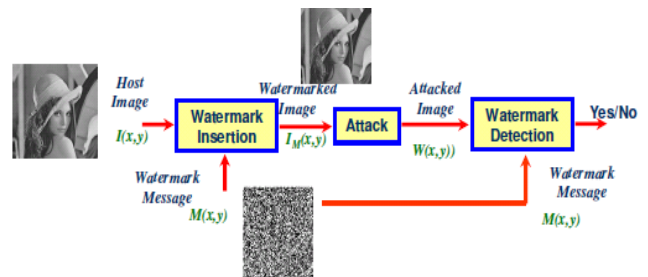 Host
Image
I(x,y)
Watermark
Insertion
Watermarked
Image
I_M(x,y)
Attack
Attacked
Image
W(x,y))
Watermark
Detection
Yes/No
Watermark
Message
M(x,y)
Watermark
Message
M(x,y)